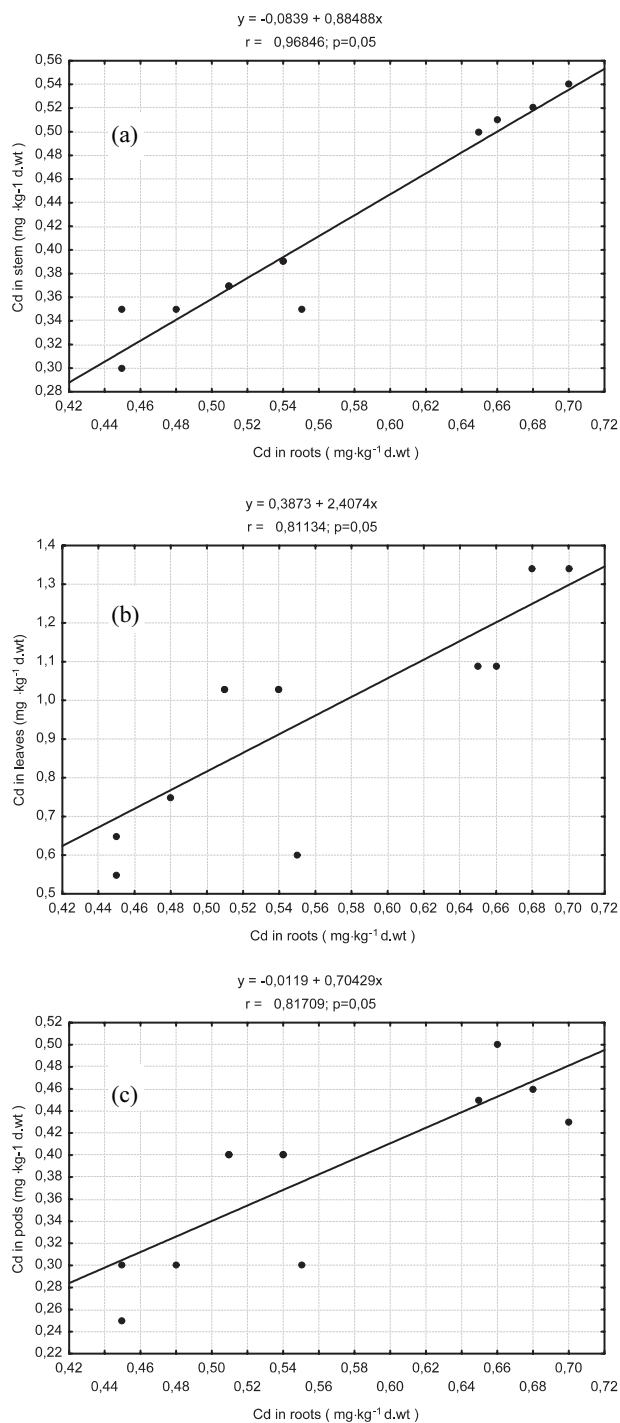 y = -0,0839 + 0,88488x
r = 0,96846; p=0,05
0,56
0,54
0,52
0,50
0,48
0,46
0,44
0,42
0,40
0,38
0,36
0,34
0,32
0,30
0,28
Cd in stem (mg ·kg-1 d.wt)
(a)
0,42 0,46 0,50 0,54 0,58 0,62 0,66 0,70
0,44 0,48 0,52 0,56 0,60 0,64 0,68 0,72
Cd in roots ( mg·kg⁻¹ d.wt )
y = 0,3873 + 2,4074x
r = 0,81134; p=0,05
1,4
1,3
1,2
1,1
1,0
0,9
0,8
0,7
0,6
0,5
Cd in leaves (mg ·kg⁻¹ d.wt)
(b)
0,42 0,44 0,46 0,48 0,50 0,52 0,54 0,56 0,58 0,60 0,62 0,64 0,66 0,68 0,70 0,72
Cd in roots ( mg·kg⁻¹ d.wt )
y = -0,0119 + 0,70429x
r = 0,81709; p=0,05
0,52
0,50
0,48
0,46
0,44
0,42
0,40
0,38
0,36
0,34
0,32
0,30
0,28
0,26
0,24
0,22
Cd in pods (mg ·kg-1 d.wt)
(c)
0,42 0,46 0,50 0,54 0,58 0,62 0,66 0,70
0,44 0,48 0,52 0,56 0,60 0,64 0,68 0,72
Cd in roots ( mg·kg⁻¹ d.wt )